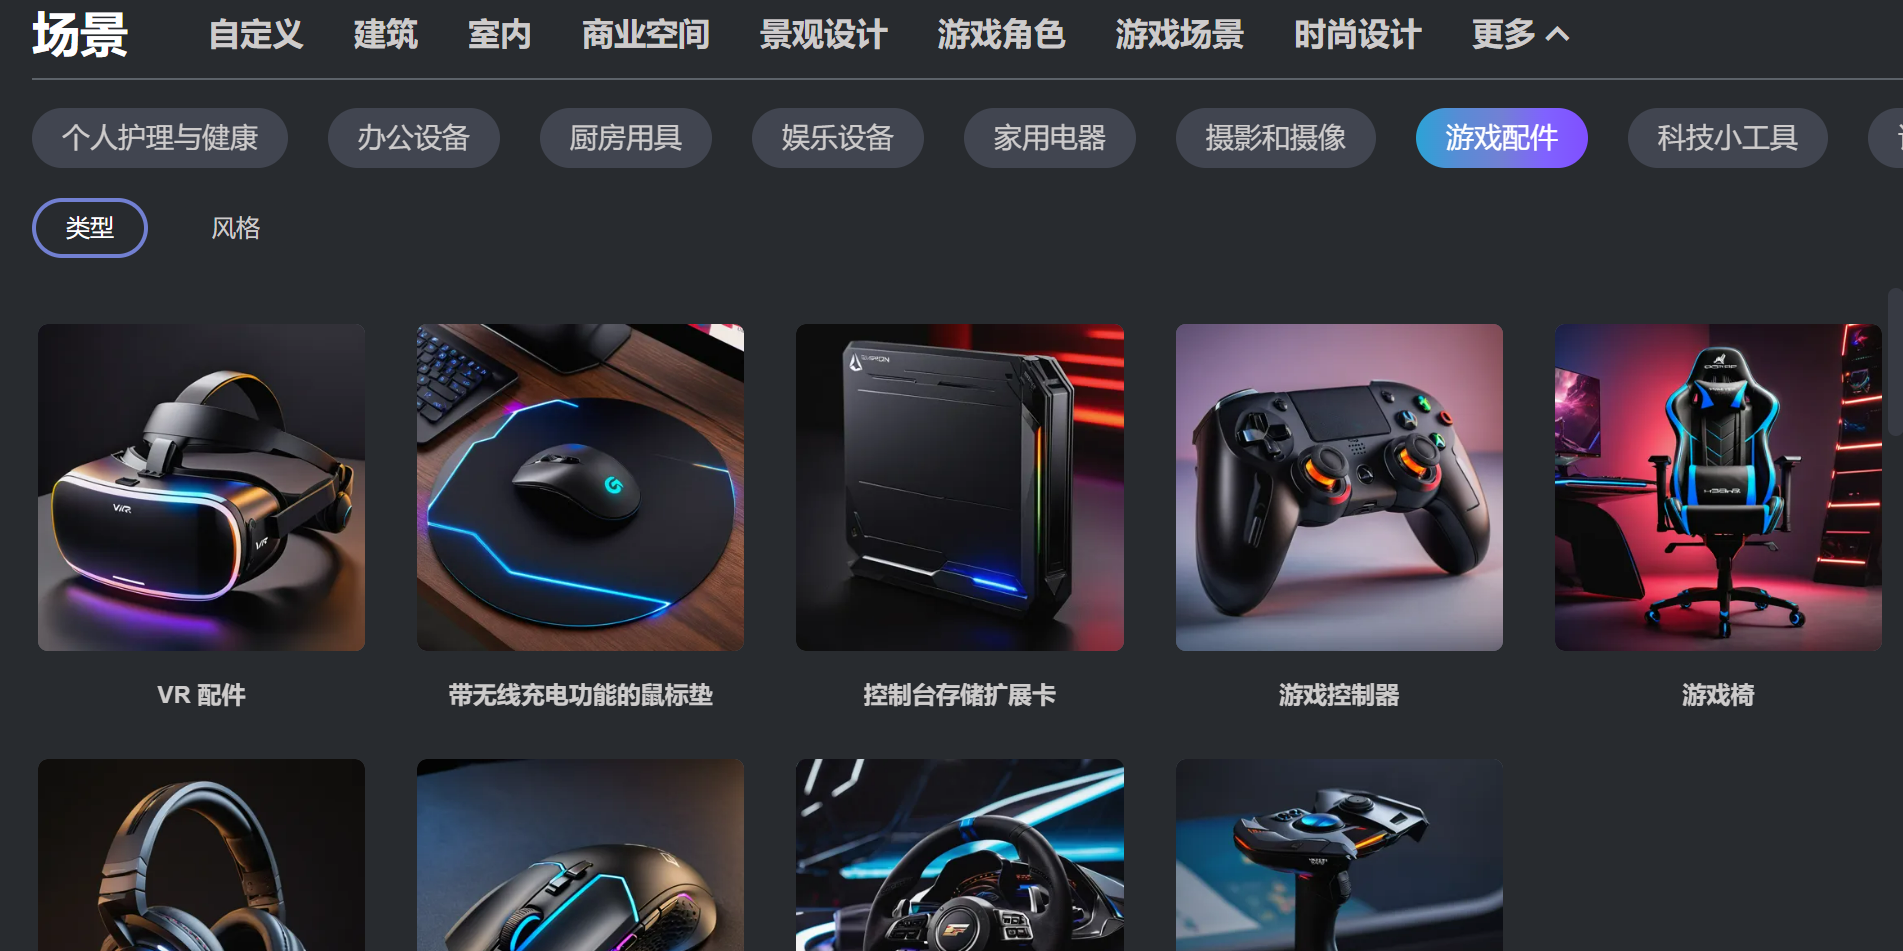 场景 自定义 建筑 室内 商业空间 景观设计 游戏角色 游戏场景 时尚设计 更多
个人护理与健康 办公设备 厨房用具 娱乐设备 家用电器 摄影和摄像 游戏配件 科技小工具
类型 风格
VR 配件 带无线充电功能的鼠标垫 控制台存储扩展卡 游戏控制器 游戏椅